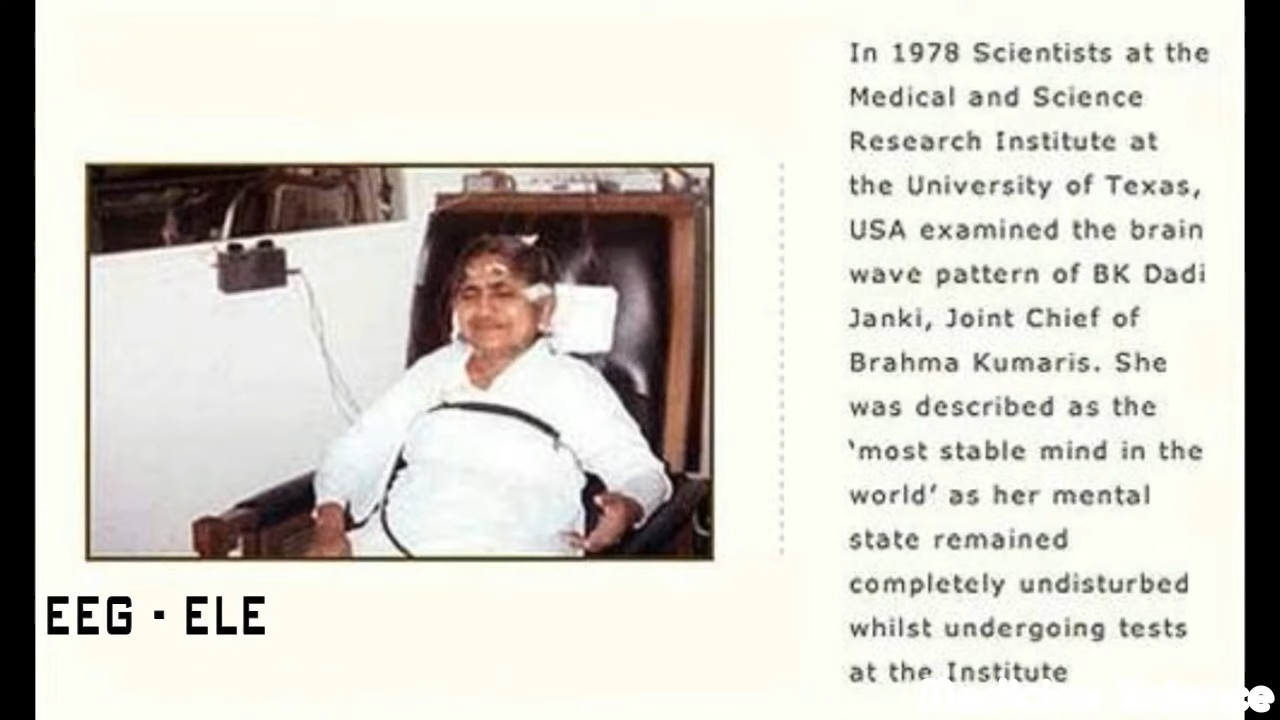 In 1978 Scientists at the
Medical and Science
Research Institute at
the University of Texas,
USA examined the brain
wave pattern of BK Dadi
Janki, Joint Chief of
Brahma Kumaris. She
was described as the
‘most stable mind in the
world’ as her mental
state remained
completely undisturbed
whilst undergoing tests
at the Institute
EEG · ELE